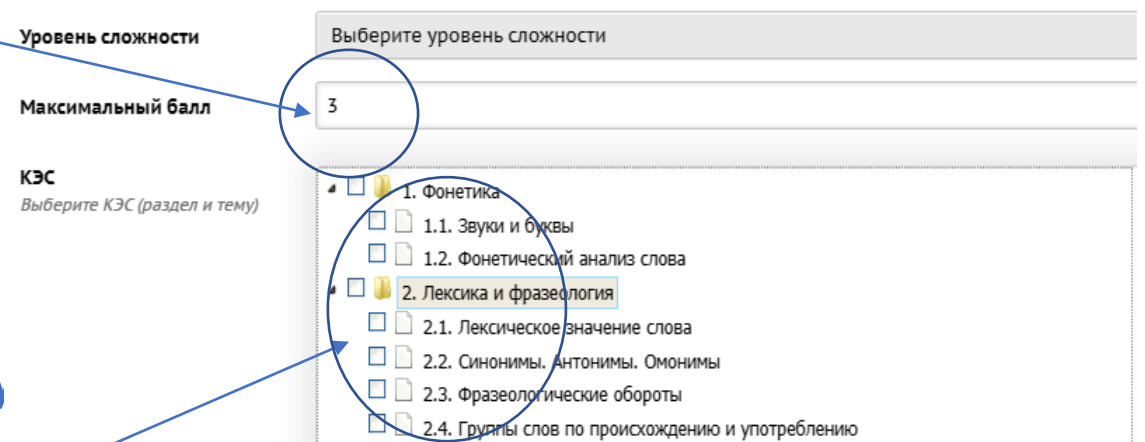 Уровень сложности
Выберите уровень сложности
Максимальный балл
3
КЭС
Выберите КЭС (раздел и тему)
1. Фонетика
1.1. Звуки и буквы
1.2. Фонетический анализ слова
2. Лексика и фразеология
2.1. Лексическое значение слова
2.2. Синонимы. Антонимы. Омонимы
2.3. Фразеологические обороты
2.4. Группы слов по происхождению и употреблению